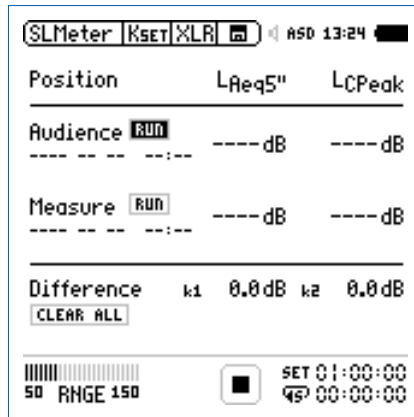 SLMeter KSET XLR ASD 13:24
Position LAeq5" LCPeak
Audience RUN ----dB ----dB
---- -- -- --:--
Measure RUN ----dB ----dB
---- -- -- --:--
Difference k1 0.0dB k2 0.0dB
CLEAR ALL
SET 01:00:00
50 RNGE 150 00:00:00